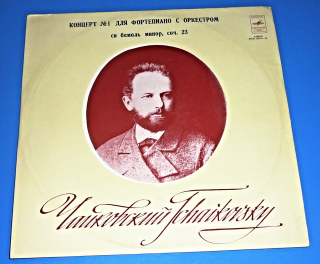 КОНЦЕРТ №1 ДЛЯ ФОРТЕПИАНО С ОРКЕСТРОМ
си бемоль минор, соч. 23
Чайковский Tchaikovsky